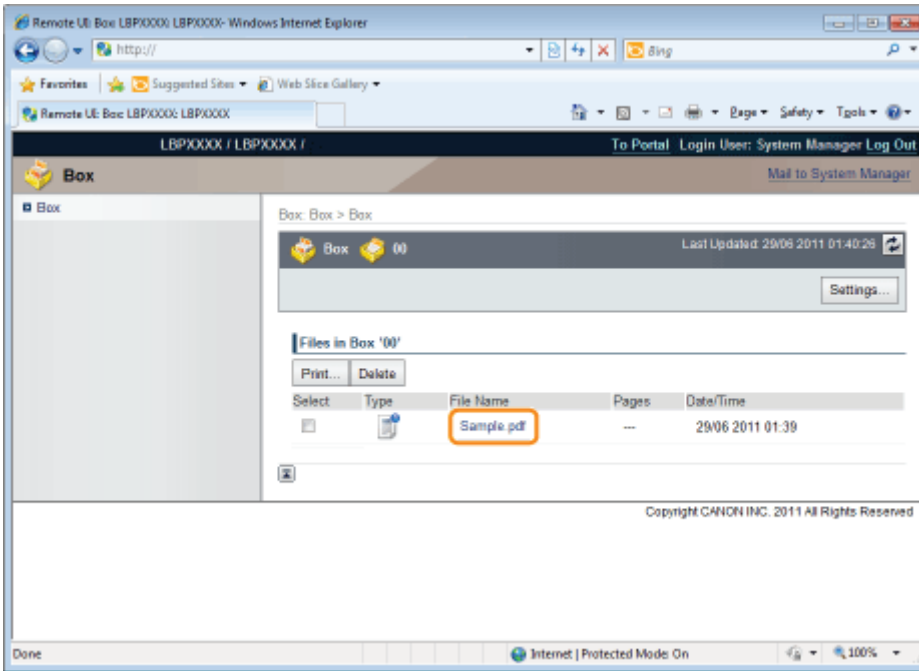 Remote UI: Box: LBPXXXX: LBPXXXX- Windows Internet Explorer
http://
Bing
Favorites Suggested Sites Web Slice Gallery
Remote UI: Box: LBPXXXX: LBPXXXX
Page Safety Tools
LBPXXXX / LBPXXXX /
To Portal Login User: System Manager Log Out
Box
Mail to System Manager
Box
Box: Box > Box
Box 00
Last Updated: 29/06 2011 01:40:26
Settings...
Files in Box '00'
Print... Delete
Select Type File Name Pages Date/Time
Sample.pdf --- 29/06 2011 01:39
Copyright CANON INC. 2011 All Rights Reserved
Done Internet | Protected Mode: On 100%